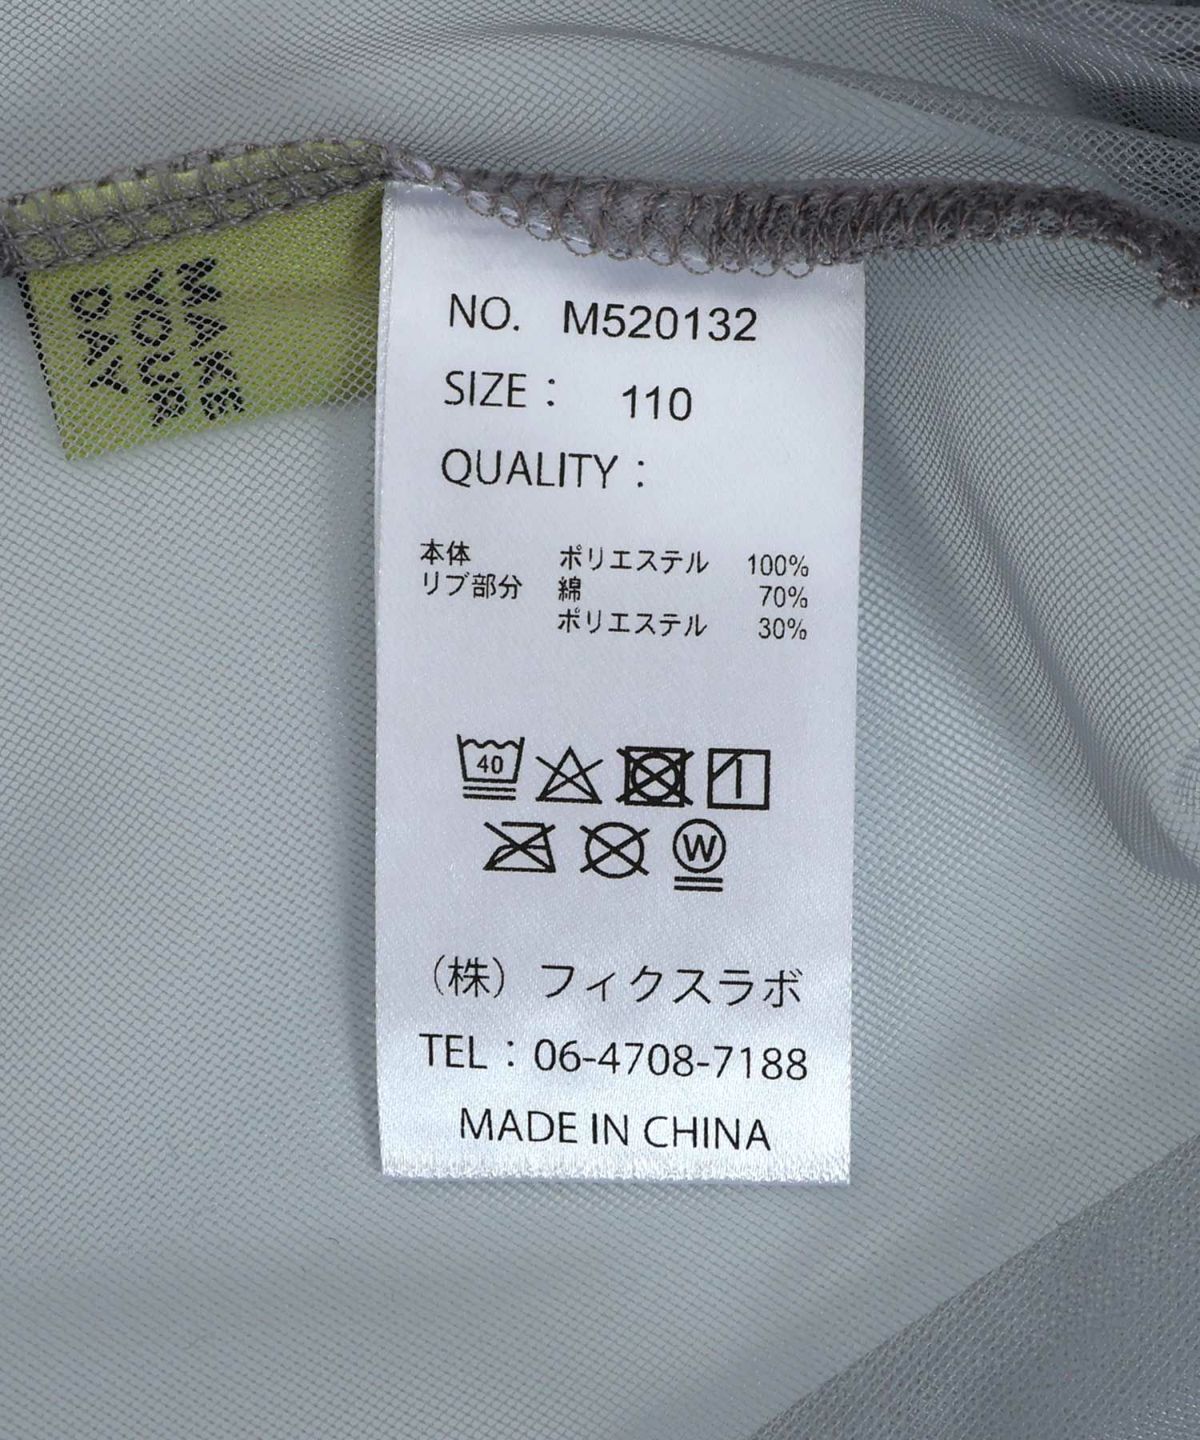 MAKE
YOUR
DAY
NO. M520132
SIZE： 110
QUALITY：
本体 ポリエステル 100%
リブ部分 綿 70%
ポリエステル 30%
40
W
（株）フィクスラボ
TEL：06-4708-7188
MADE IN CHINA